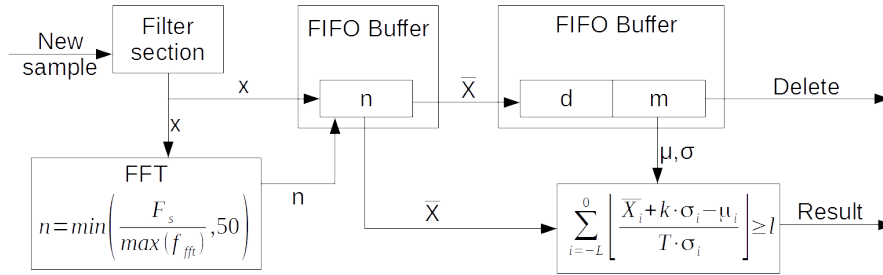 New
sample
Filter
section
x
x
FIFO Buffer
n
X̅
FIFO Buffer
d m
Delete
FFT
n=min(F_s/max(f_fft),50)
n
X̅
μ,σ
∑_{i=-L}^{0} ⌊(X̅_i+k·σ_i−μ_i)/(T·σ_i)⌋≥l
Result